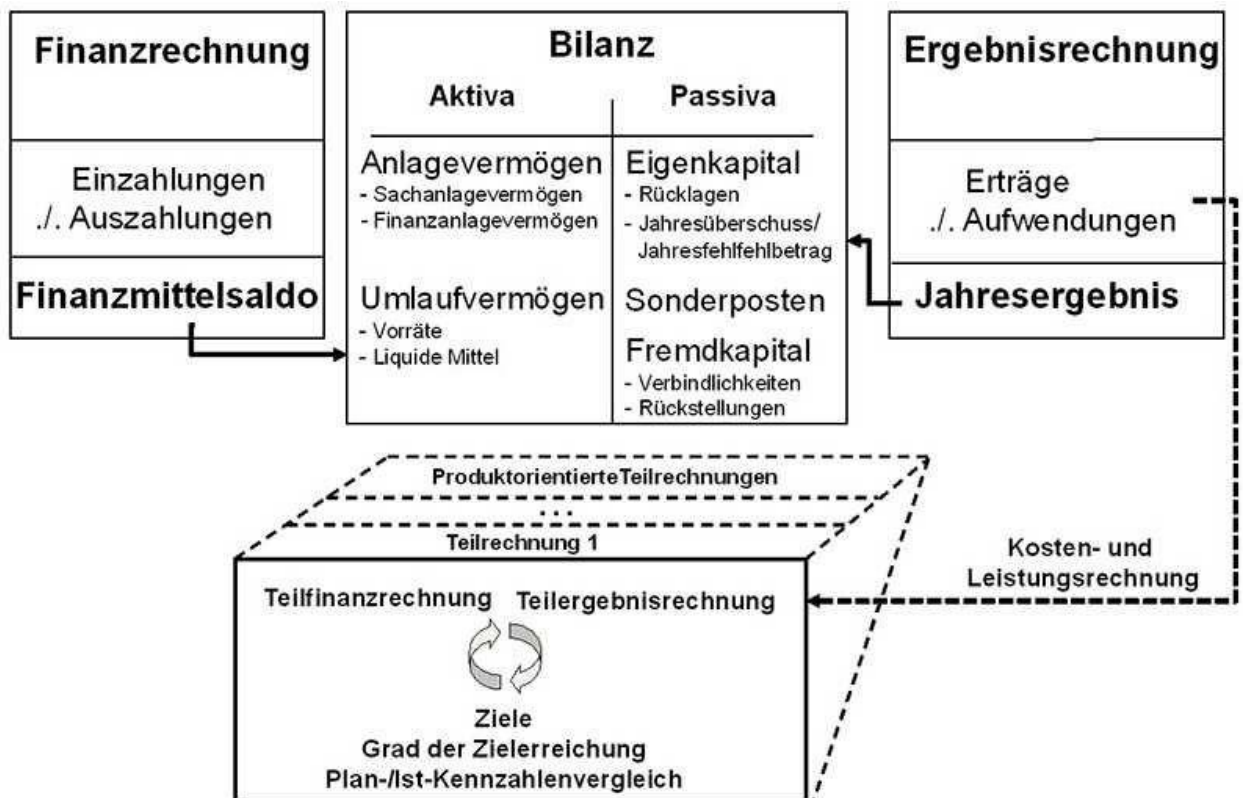 Finanzrechnung
Einzahlungen
./. Auszahlungen
Finanzmittelsaldo
Bilanz
Aktiva
Passiva
Anlagevermögen
- Sachanlagevermögen
- Finanzanlagevermögen
Umlaufvermögen
- Vorräte
- Liquide Mittel
Eigenkapital
- Rücklagen
- Jahresüberschuss/
Jahresfehlfehlbetrag
Sonderposten
Fremdkapital
- Verbindlichkeiten
- Rückstellungen
Ergebnisrechnung
Erträge
./. Aufwendungen
Jahresergebnis
Produktorientierte Teilrechnungen
...
Teilrechnung 1
Kosten- und
Leistungsrechnung
Teilfinanzrechnung
Teilergebnisrechnung
Ziele
Grad der Zielerreichung
Plan-/Ist-Kennzahlenvergleich